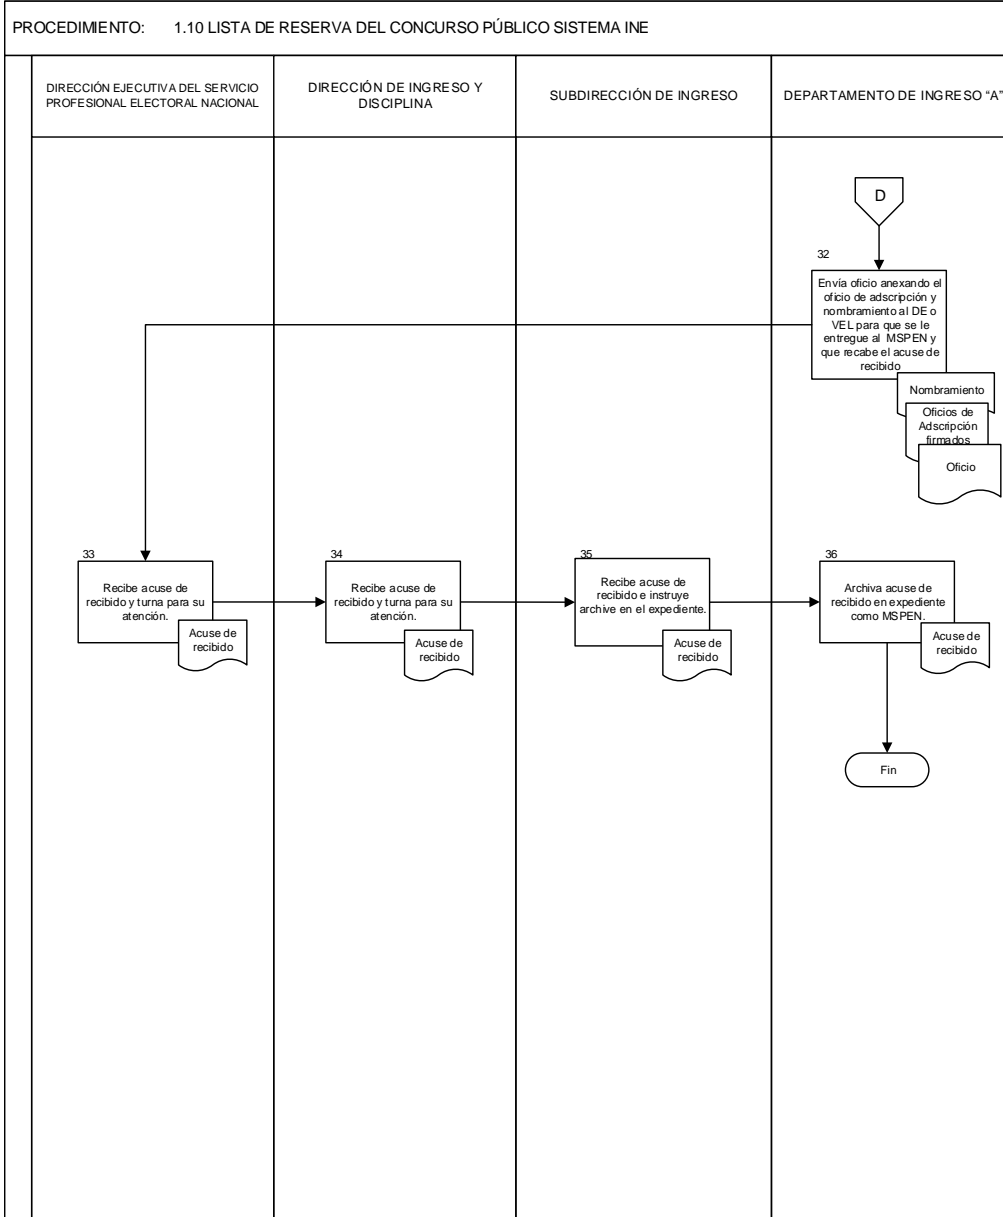 PROCEDIMIENTO: 1.10 LISTA DE RESERVA DEL CONCURSO PÚBLICO SISTEMA INE
DIRECCIÓN EJECUTIVA DEL SERVICIO
PROFESIONAL ELECTORAL NACIONAL
DIRECCIÓN DE INGRESO Y
DISCIPLINA
SUBDIRECCIÓN DE INGRESO
DEPARTAMENTO DE INGRESO “A”
D
32
Envía oficio anexando el
oficio de adscripción y
nombramiento al DE o
VEL para que se le
entregue al MSPEN y
que recabe el acuse de
recibido
Nombramiento
Oficios de
Adscripción
firmados
Oficio
33
Recibe acuse de
recibido y turna para su
atención.
Acuse de
recibido
34
Recibe acuse de
recibido y turna para su
atención.
Acuse de
recibido
35
Recibe acuse de
recibido e instruye
archive en el expediente.
Acuse de
recibido
36
Archiva acuse de
recibido en expediente
como MSPEN.
Acuse de
recibido
Fin